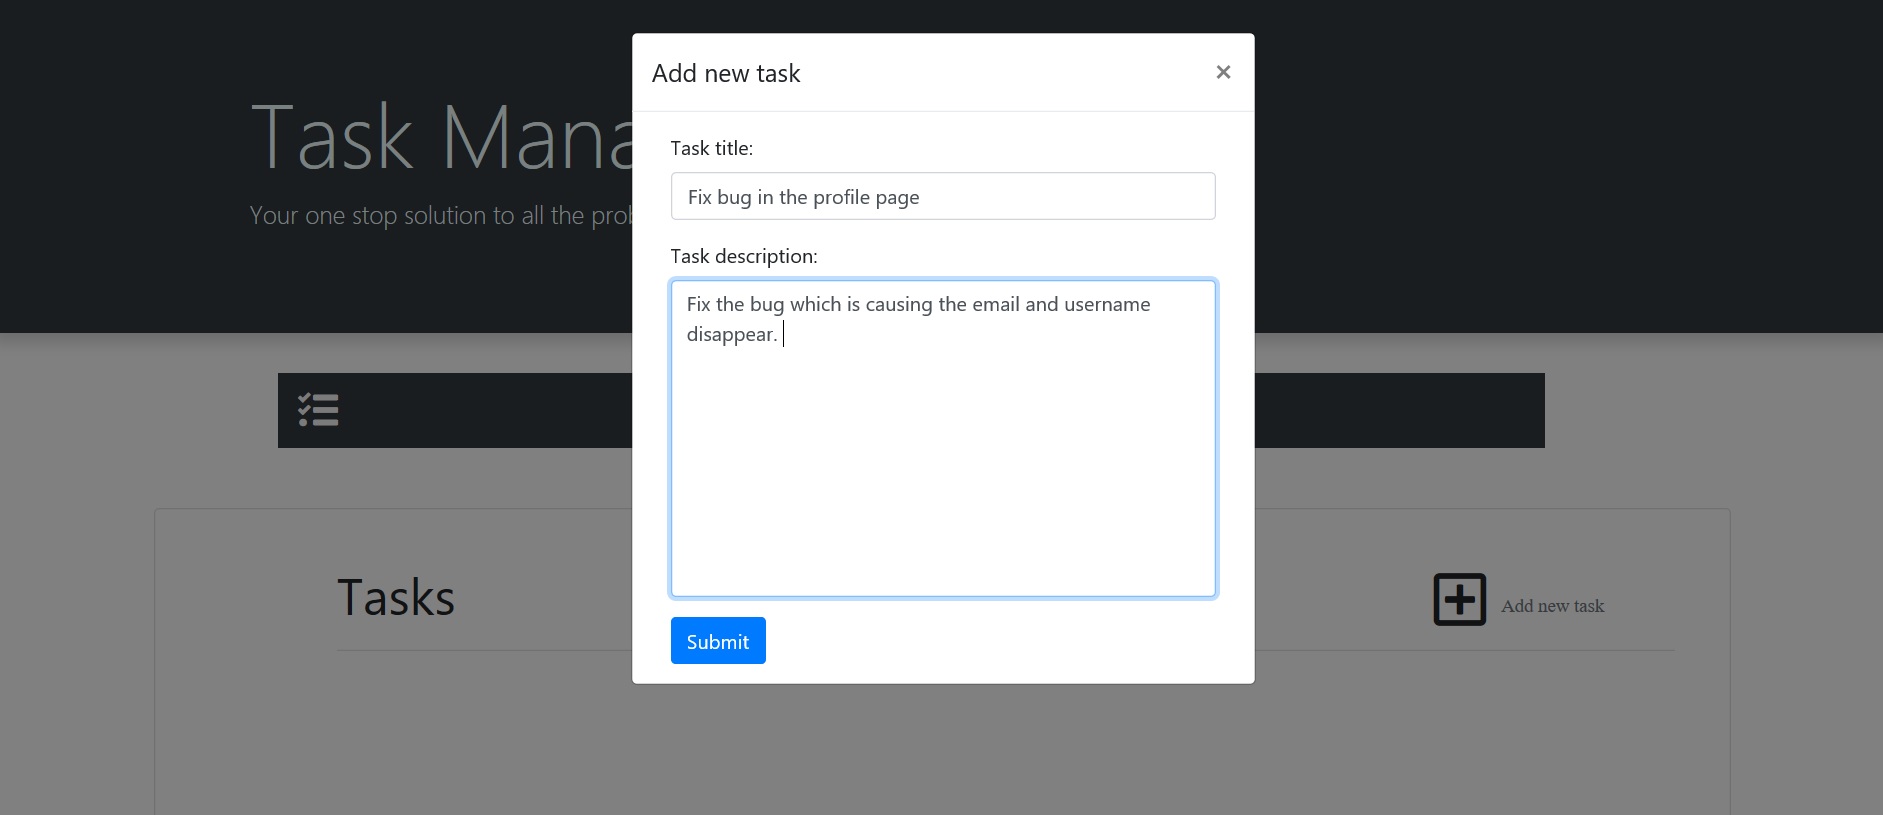 Add new task ×
Task Mana
Your one stop solution to all the
Task title:
Fix bug in the profile page
Task description:
Fix the bug which is causing the email and username
disappear.
Submit
Tasks
Add new task